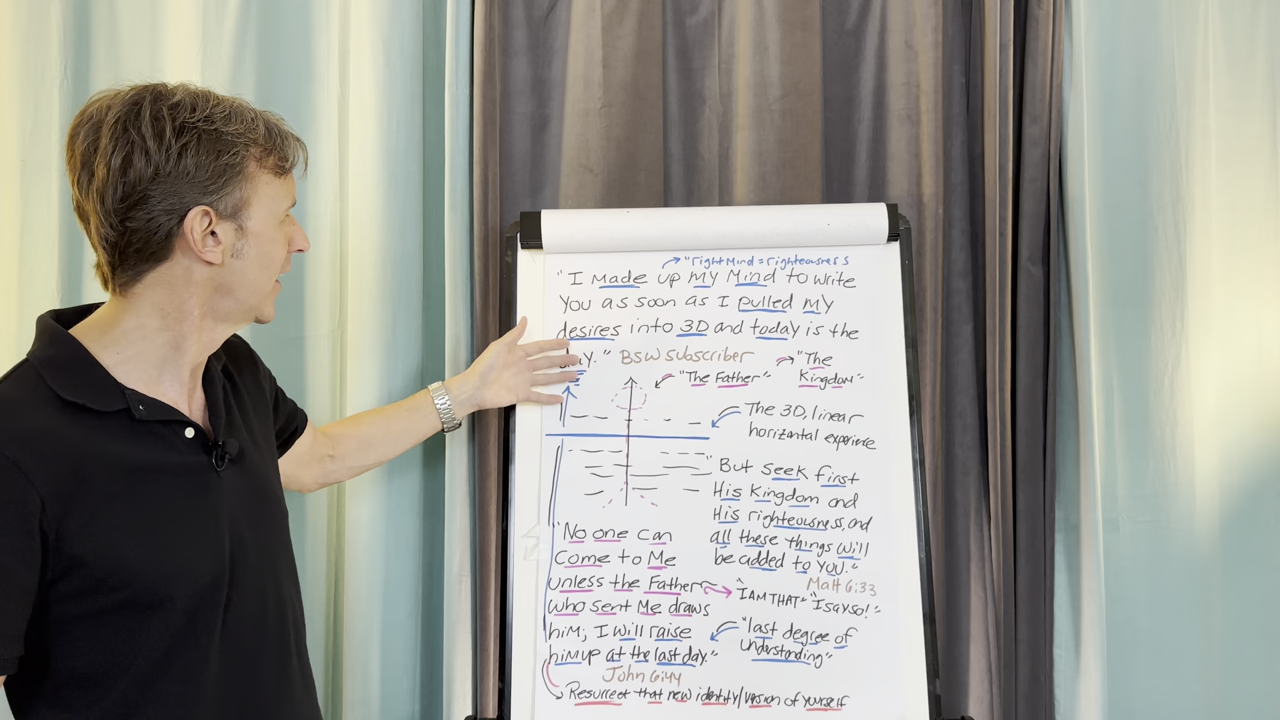 "rightMind=righteousness
"I Made up My Mind to write
You as soon as I pulled My
desires into 3D and today is the
." BSW subscriber
"The Father"
"The
Kingdom"
The 3D, linear
horizontal experience
"But seek first
His Kingdom and
His righteousness, and
all these things will
be added to YOU."
Matt 6:33
"No one can
Come to Me
unless the Father
who sent Me draws
hiM; I will raise
hiM up at the last day."
John 6:44
"I AM THAT" "I say so!"
"last degree of
Understanding"
Resurrect that new identity/version of yourself